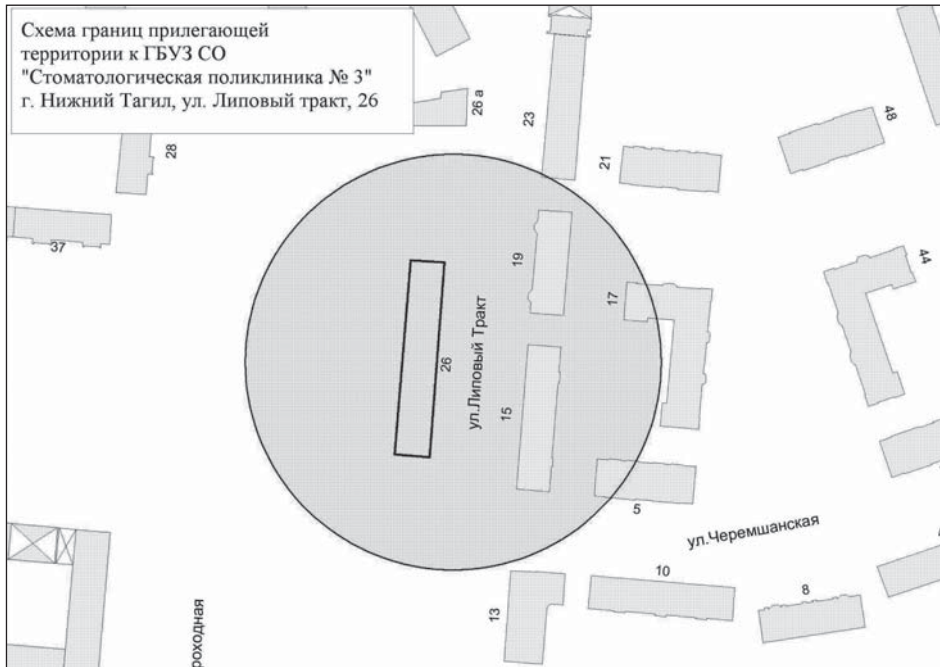 Схема границ прилегающей
территории к ГБУЗ СО
"Стоматологическая поликлиника № 3"
г. Нижний Тагил, ул. Липовый тракт, 26
26 а
23
28
21
48
37
19
17
44
26
ул.Липовый Тракт
15
5
ул.Черемшанская
10
8
13
роходная